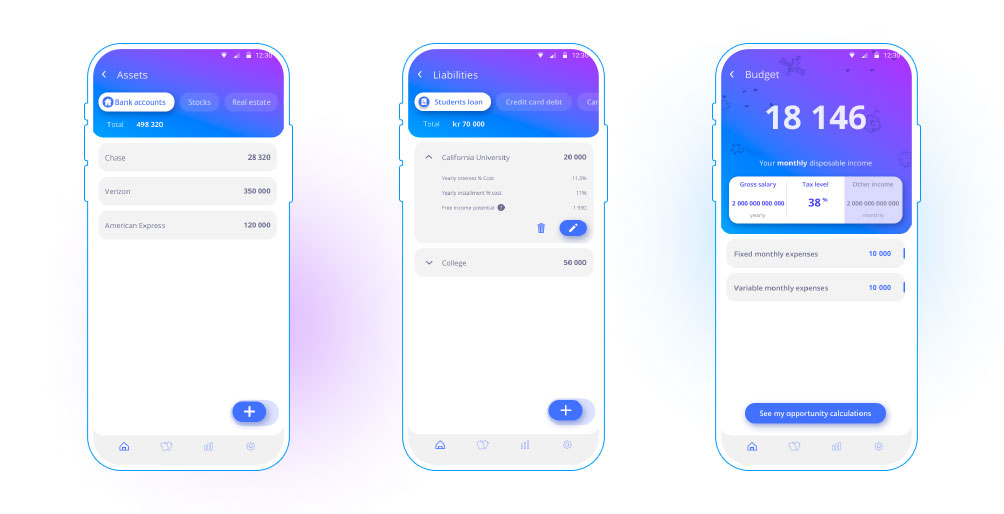 12:30
Assets
Bank accounts Stocks Real estate
Total 498 320
Chase 28 320
Verizon 350 000
American Express 120 000
12:30
Liabilities
Students loan Credit card debt Car
Total kr 70 000
California University 20 000
Yearly interest % Cost 11,3%
Yearly installment % cost 11%
Free income potential ? 1 930
College 50 000
12:30
Budget
18 146
Your monthly disposable income
Gross salary Tax level Other income
2 000 000 000 000 38 % 2 000 000 000 000
yearly monthly
Fixed monthly expenses 10 000
Variable monthly expenses 10 000
See my opportunity calculations